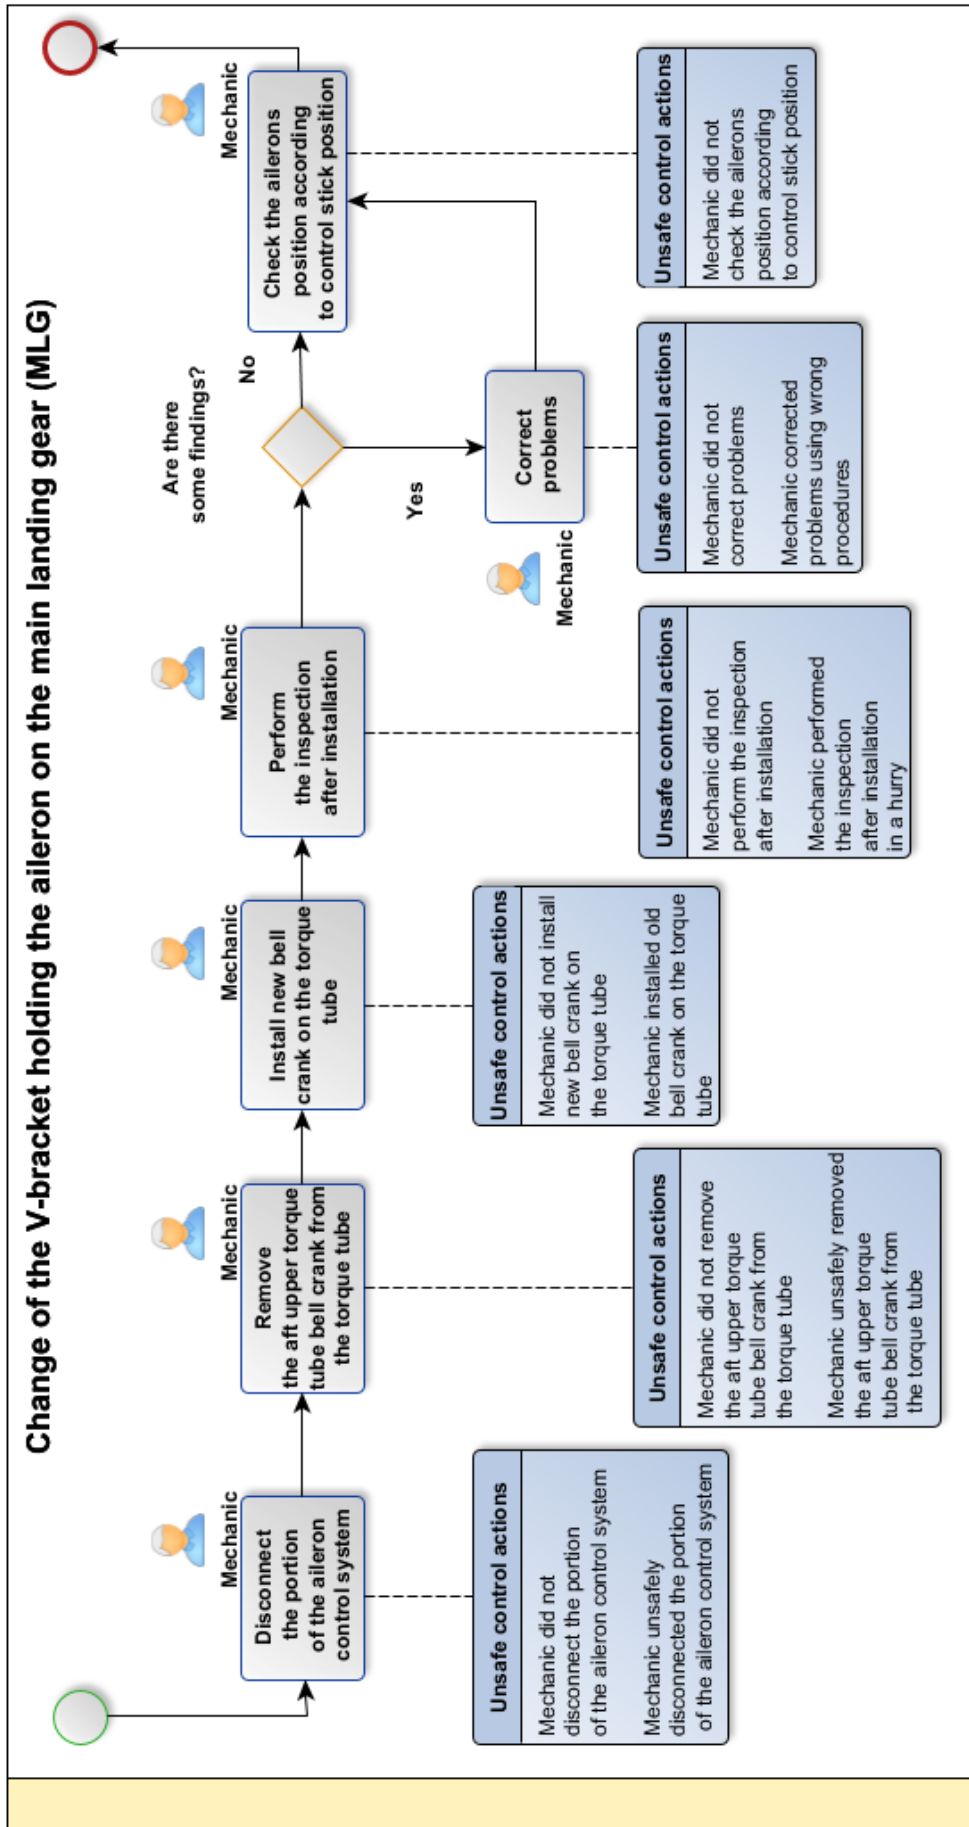 Change of the V-bracket holding the aileron on the main landing gear (MLG)
Mechanic
Disconnect
the portion
of the aileron
control system
Unsafe control actions
Mechanic did not
disconnect the portion
of the aileron control system
Mechanic unsafely
disconnected the portion
of the aileron control system
Mechanic
Remove
the aft upper torque
tube bell crank from
the torque tube
Unsafe control actions
Mechanic did not remove
the aft upper torque
tube bell crank from
the torque tube
Mechanic unsafely removed
the aft upper torque
tube bell crank from
the torque tube
Mechanic
Install new bell
crank on the torque
tube
Unsafe control actions
Mechanic did not install
new bell crank on
the torque tube
Mechanic installed old
bell crank on the torque
tube
Mechanic
Perform
the inspection
after installation
Unsafe control actions
Mechanic did not
perform the inspection
after installation
Mechanic performed
the inspection
after installation
in a hurry
Are there
some findings?
Yes
No
Mechanic
Correct
problems
Unsafe control actions
Mechanic did not
correct problems
Mechanic corrected
problems using wrong
procedures
Mechanic
Check the ailerons
position according
to control stick position
Unsafe control actions
Mechanic did not
check the ailerons
position according
to control stick position